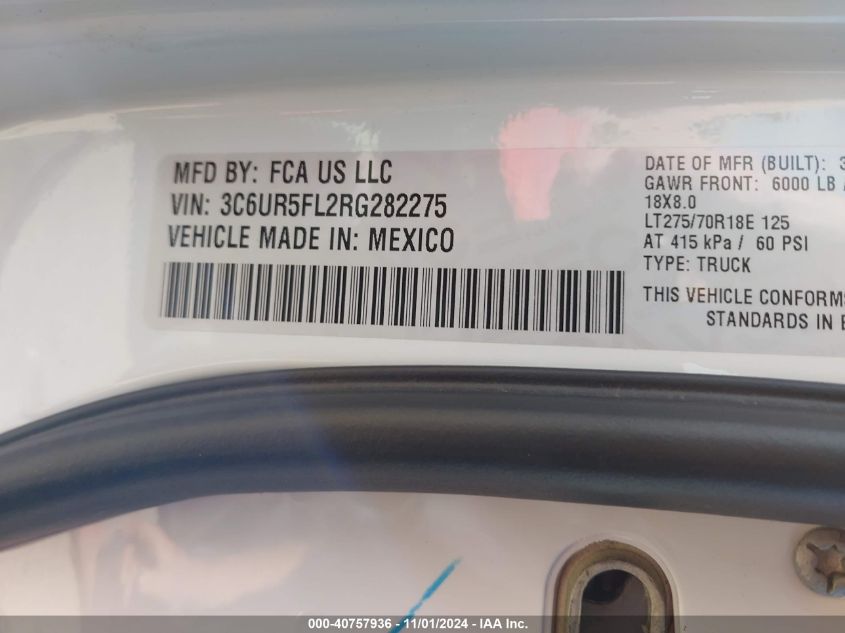 MFD BY: FCA US LLC
VIN: 3C6UR5FL2RG282275
VEHICLE MADE IN: MEXICO
DATE OF MFR (BUILT): 3
GAWR FRONT: 6000 LB
18X8.0
LT275/70R18E 125
AT 415 kPa / 60 PSI
TYPE: TRUCK
THIS VEHICLE CONFORMS
STANDARDS IN
000-40757936 - 11/01/2024 - IAA Inc.